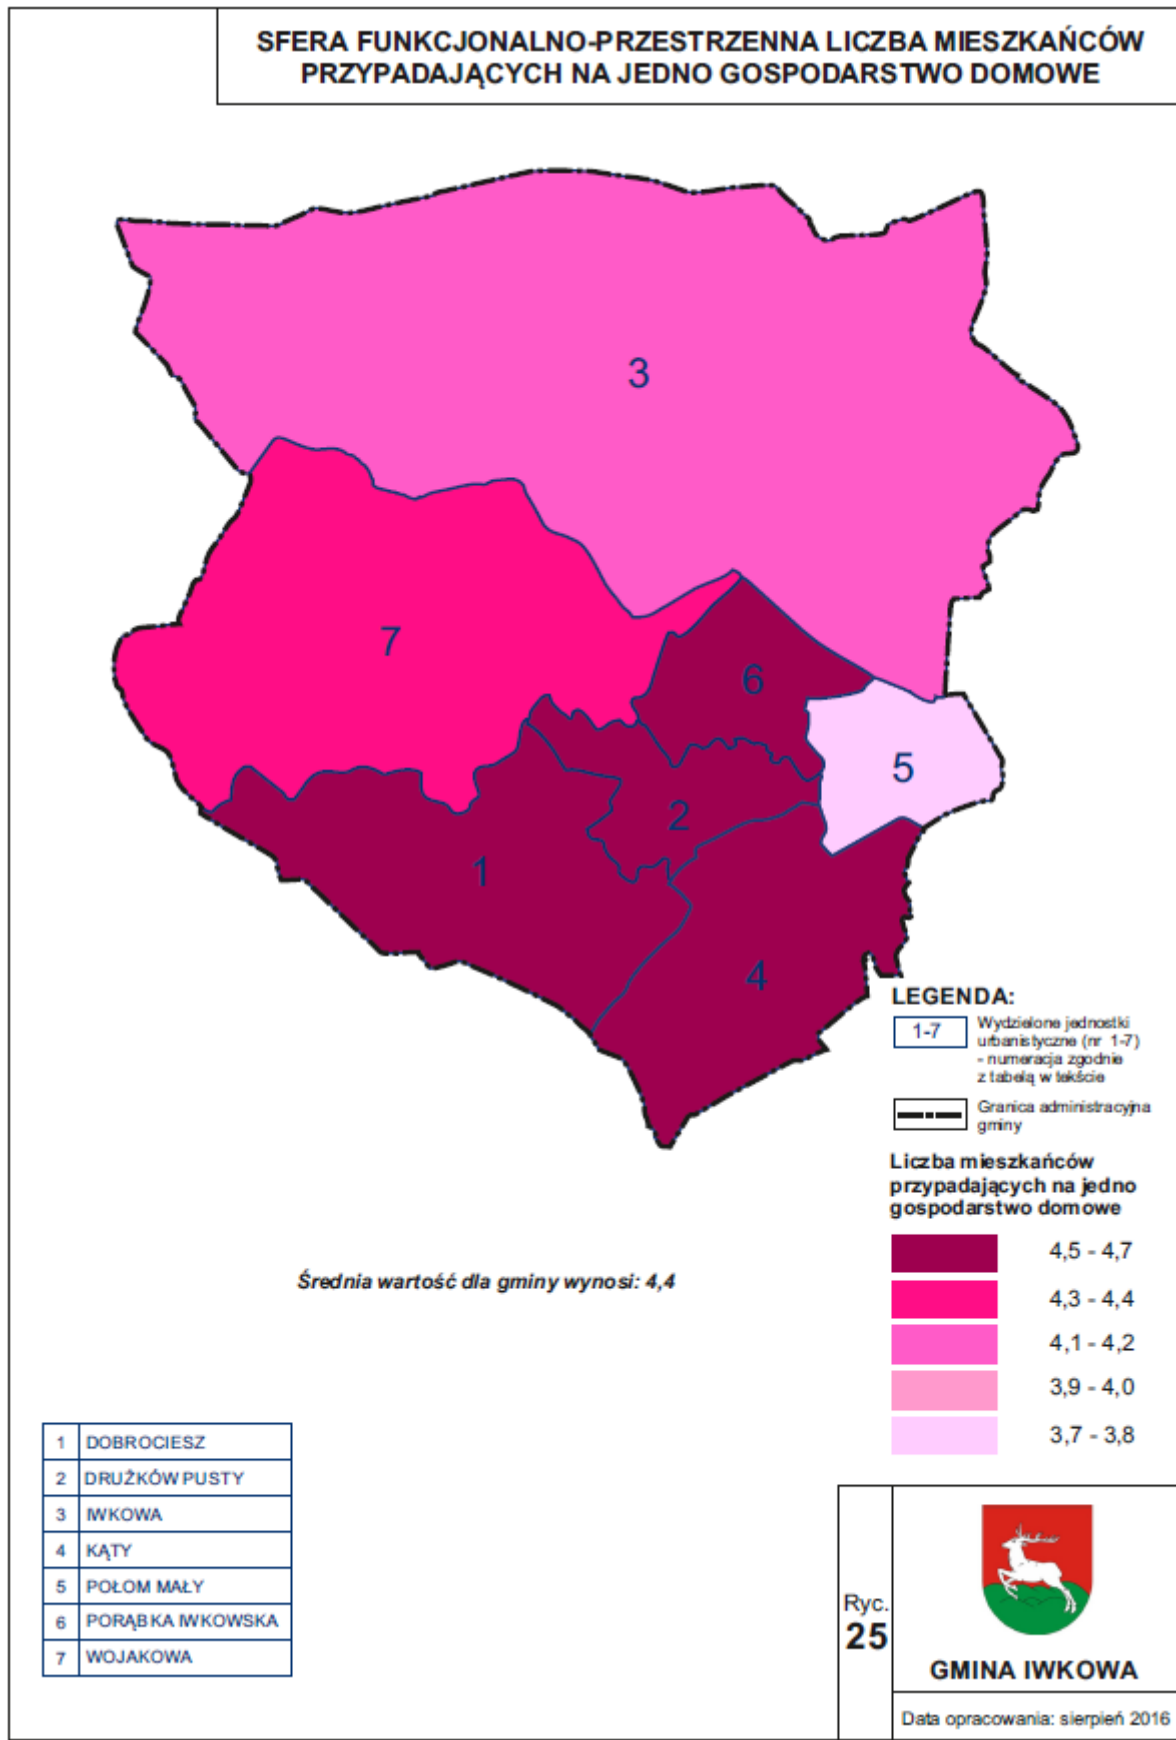 SFERA FUNKCJONALNO-PRZESTRZENNA LICZBA MIESZKAŃCÓW
PRZYPADAJĄCYCH NA JEDNO GOSPODARSTWO DOMOWE
3
7
6
5
2
1
4
LEGENDA:
1-7
Wydzielone jednostki
urbanistyczne (nr 1-7)
- numeracja zgodnie
z tabelą w tekście
Granica administracyjna
gminy
Liczba mieszkańców
przypadających na jedno
gospodarstwo domowe
4,5 - 4,7
4,3 - 4,4
4,1 - 4,2
3,9 - 4,0
3,7 - 3,8
Średnia wartość dla gminy wynosi: 4,4
1 DOBROCIESZ
2 DRUŻKÓW PUSTY
3 IWKOWA
4 KĄTY
5 POŁOM MAŁY
6 PORĄBKA IWKOWSKA
7 WOJAKOWA
Ryc.
25
GMINA IWKOWA
Data opracowania: sierpień 2016